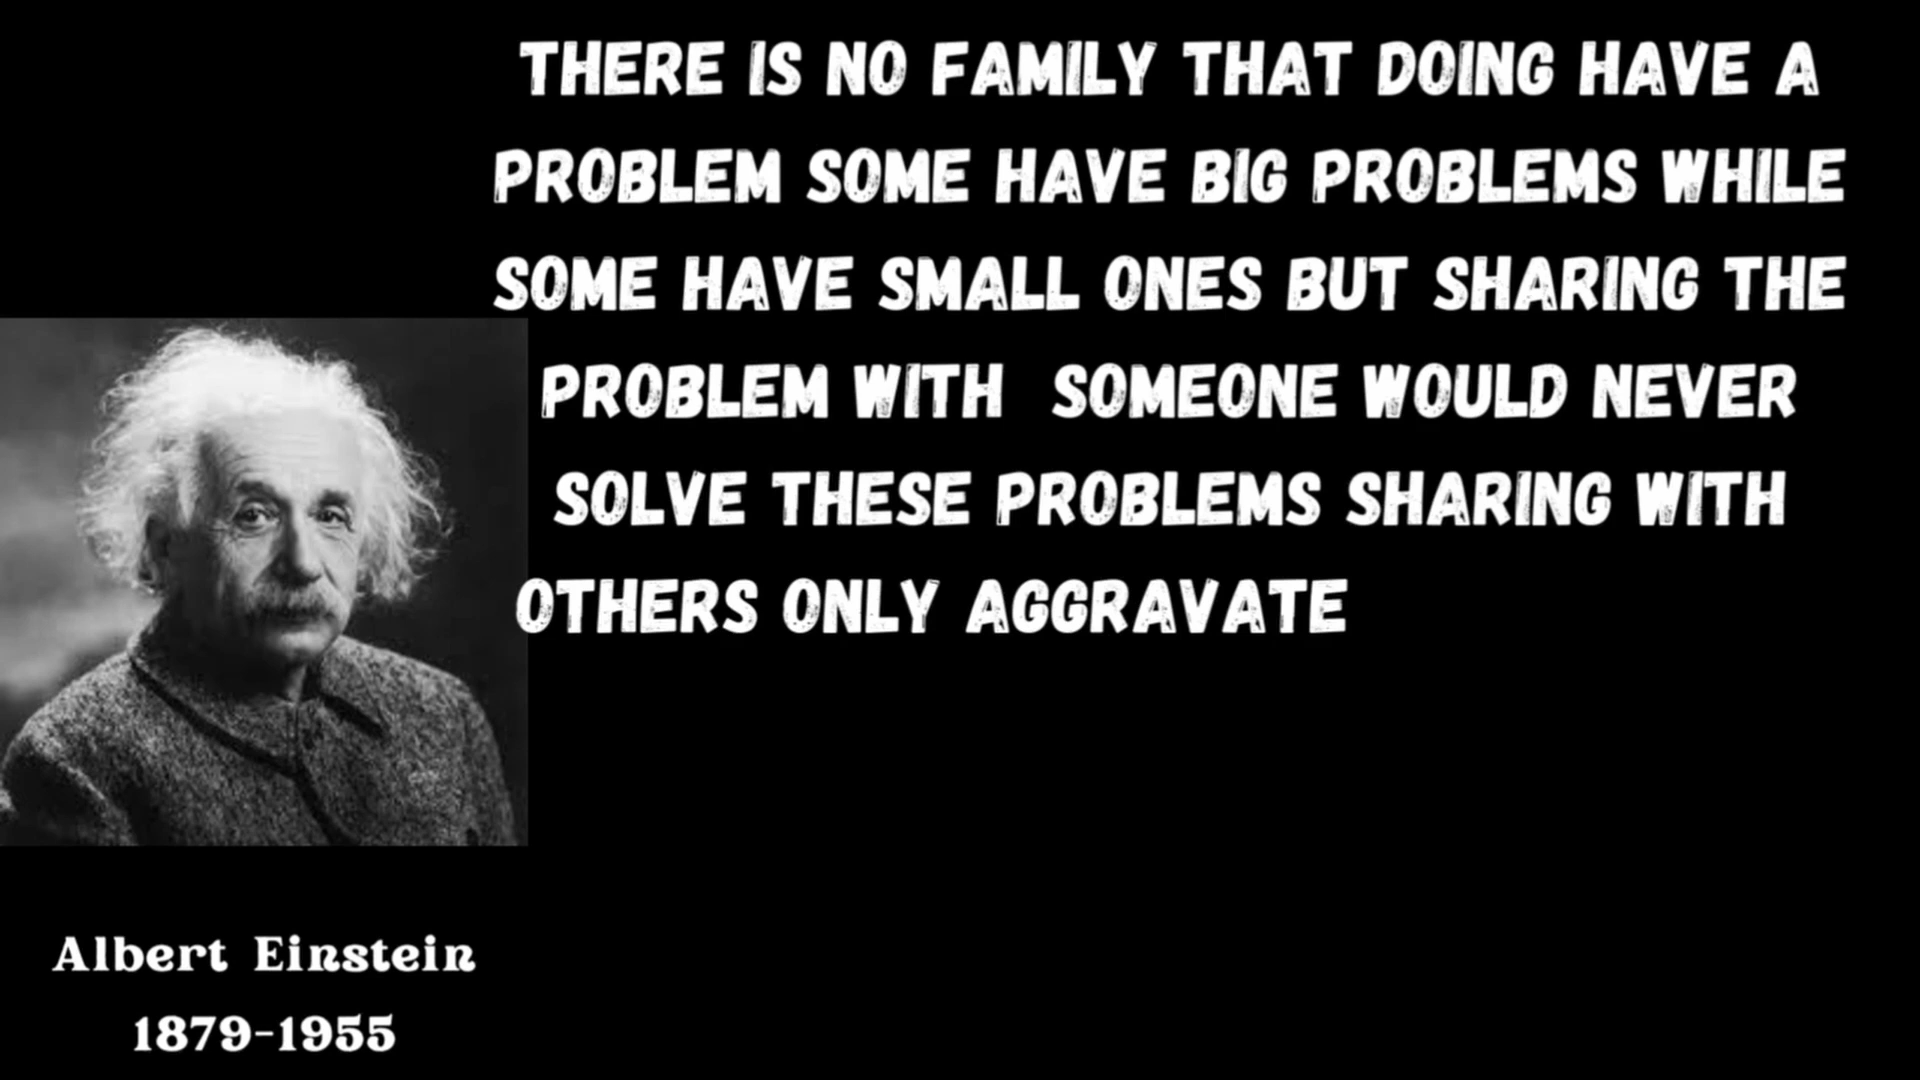 THERE IS NO FAMILY THAT DOING HAVE A
PROBLEM SOME HAVE BIG PROBLEMS WHILE
SOME HAVE SMALL ONES BUT SHARING THE
PROBLEM WITH SOMEONE WOULD NEVER
SOLVE THESE PROBLEMS SHARING WITH
OTHERS ONLY AGGRAVATE
Albert Einstein
1879-1955